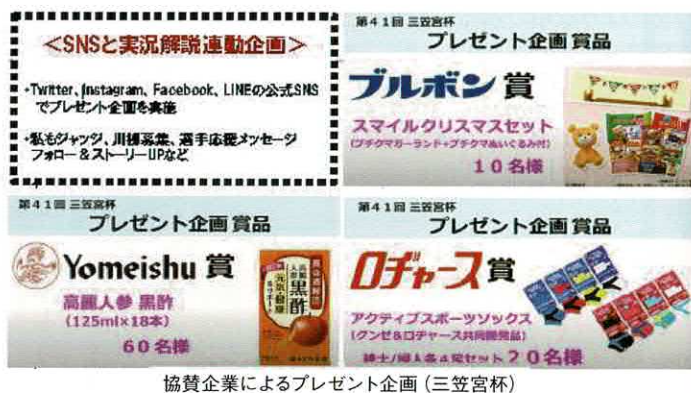 <SNSと実況解説連動企画>
・Twitter、Instagram、Facebook、LINEの公式SNS
でプレゼント企画を実施
・私もジャッジ、川柳募集、選手応援メッセージ
フォロー&ストーリーUPなど
第41回 三笠宮杯
プレゼント企画 賞品
ブルボン 賞
スマイルクリスマスセット
(プチクマガーランド+プチクマぬいぐるみ付)
10名様
第41回 三笠宮杯
プレゼント企画 賞品
Yomeishu 賞
高麗人参 黒酢
(125ml×18本)
60名様
高麗
人参
黒酢
第41回 三笠宮杯
プレゼント企画 賞品
ロヂャース 賞
アクティブスポーツソックス
(グンゼ&ロヂャース共同開発品)
紳士/婦人各4足セット 20名様
協賛企業によるプレゼント企画 (三笠宮杯)